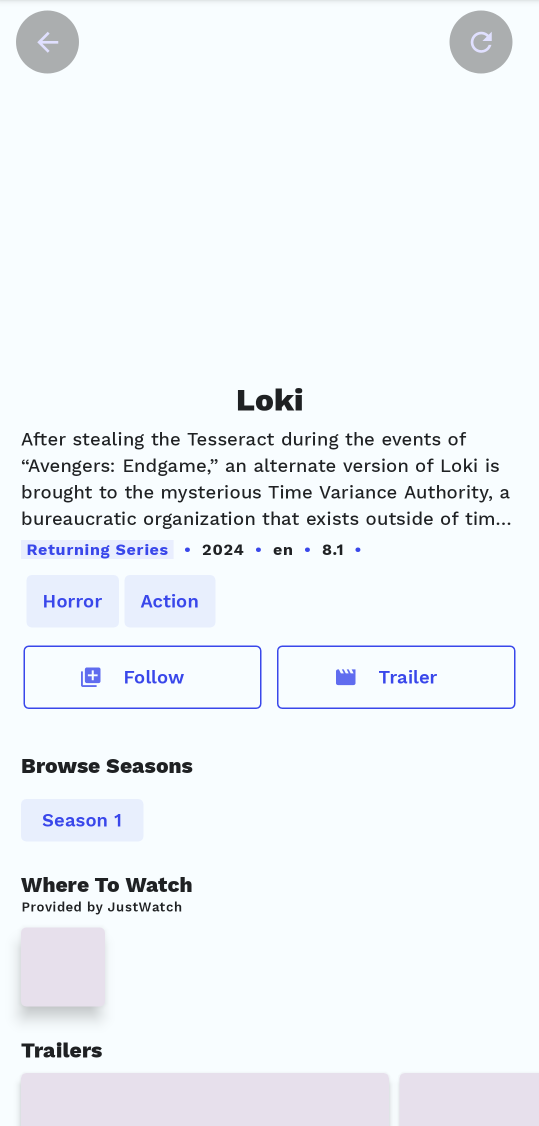 Loki
After stealing the Tesseract during the events of
“Avengers: Endgame,” an alternate version of Loki is
brought to the mysterious Time Variance Authority, a
bureaucratic organization that exists outside of tim…
Returning Series • 2024 • en • 8.1 •
Horror Action
Follow Trailer
Browse Seasons
Season 1
Where To Watch
Provided by JustWatch
Trailers